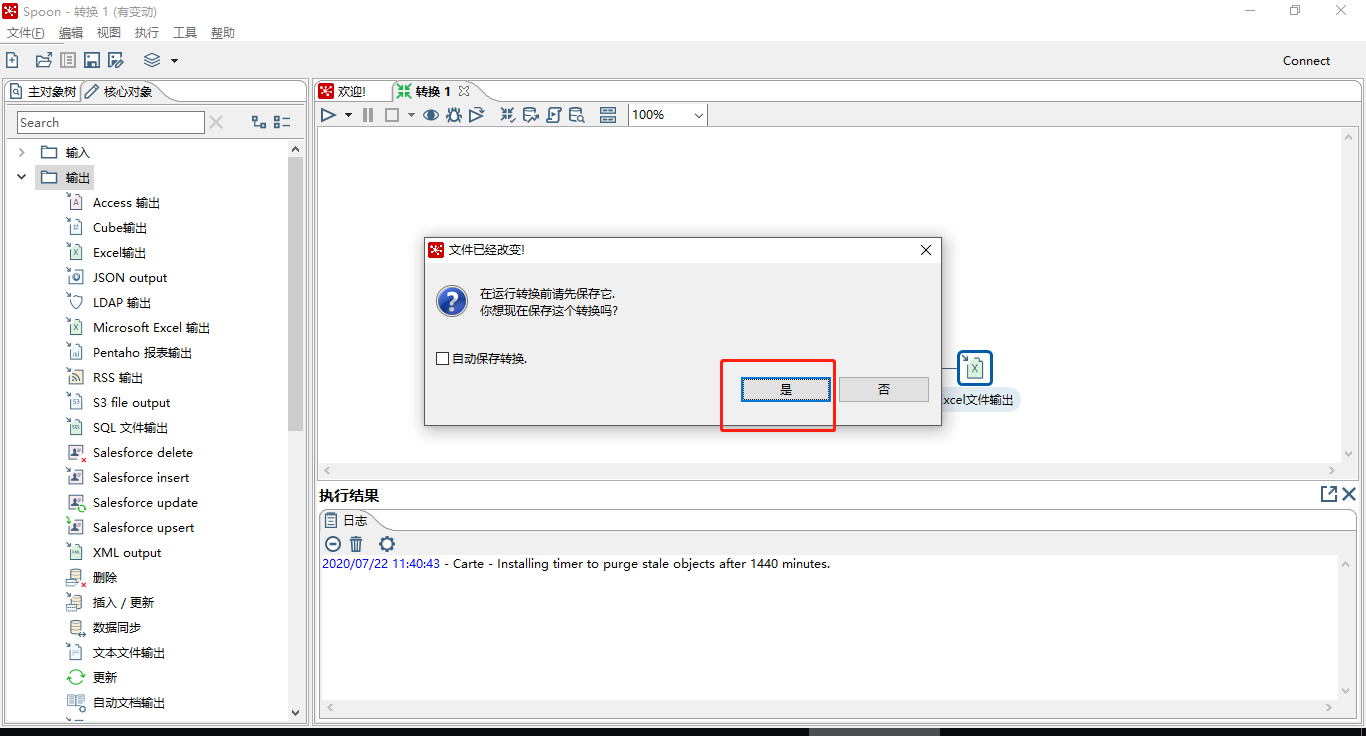 Spoon - 转换 1 (有变动)
文件(F) 编辑 视图 执行 工具 帮助
Connect
主对象树 核心对象
Search
输入
输出
Access 输出
Cube输出
Excel输出
JSON output
LDAP 输出
Microsoft Excel 输出
Pentaho 报表输出
RSS 输出
S3 file output
SQL 文件输出
Salesforce delete
Salesforce insert
Salesforce update
Salesforce upsert
XML output
删除
插入 / 更新
数据同步
文本文件输出
更新
自动文档输出
欢迎! 转换 1
100%
文件已经改变!
在运行转换前请先保存它.
你想现在保存这个转换吗?
自动保存转换.
是 否
xcel文件输出
执行结果
日志
2020/07/22 11:40:43 - Carte - Installing timer to purge stale objects after 1440 minutes.